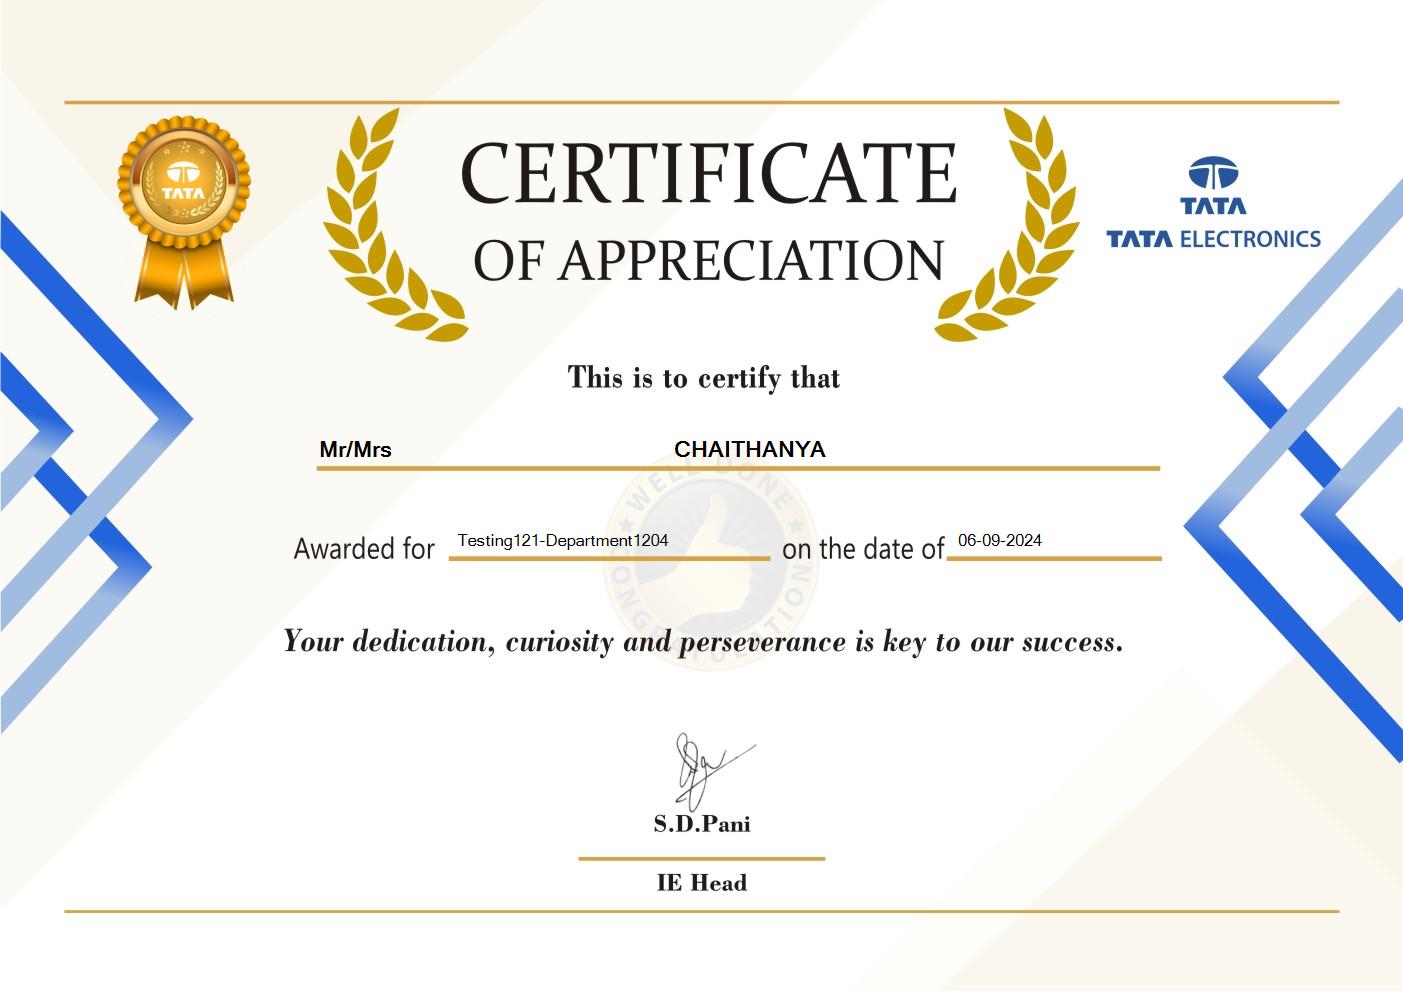 CERTIFICATE
OF APPRECIATION
TATA
TATA
TATA ELECTRONICS
This is to certify that
Mr/Mrs CHAITHANYA
WELL DONE
Awarded for Testing121-Department1204 on the date of 06-09-2024
CONGRATULATION
Your dedication, curiosity and perseverance is key to our success.
S.D.Pani
IE Head